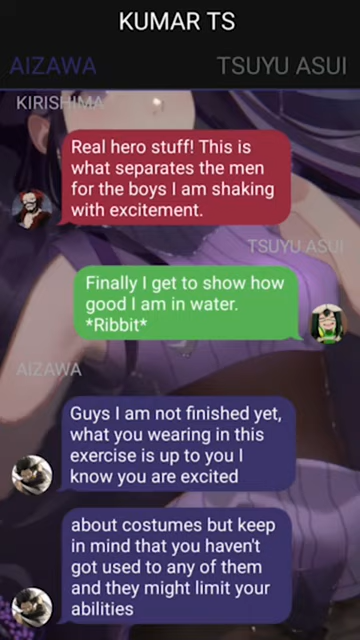 KUMAR TS
AIZAWA TSUYU ASUI
KIRISHIMA
Real hero stuff! This is
what separates the men
for the boys I am shaking
with excitement.
TSUYU ASUI
Finally I get to show how
good I am in water.
*Ribbit*
AIZAWA
Guys I am not finished yet,
what you wearing in this
exercise is up to you I
know you are excited
about costumes but keep
in mind that you haven't
got used to any of them
and they might limit your
abilities